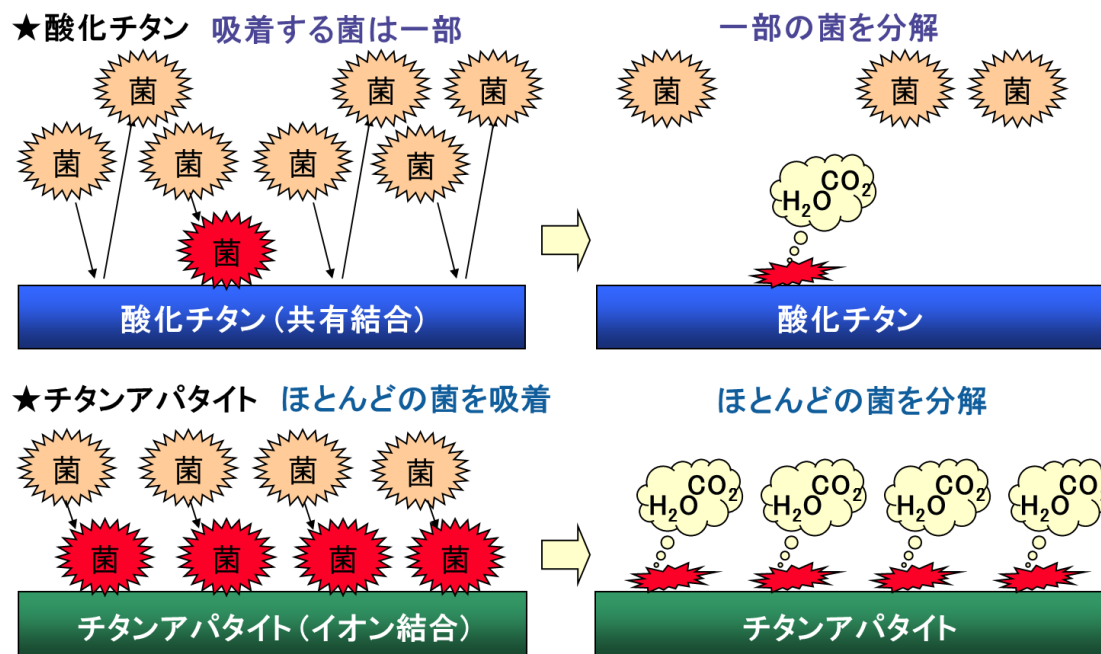 ★酸化チタン 吸着する菌は一部
一部の菌を分解
菌 菌 菌
菌 菌 菌 菌
菌
酸化チタン(共有結合)
菌 菌 菌
H₂O CO₂
酸化チタン
★チタンアパタイト ほとんどの菌を吸着
ほとんどの菌を分解
菌 菌 菌 菌
菌 菌 菌 菌
チタンアパタイト(イオン結合)
H₂O CO₂ H₂O CO₂ H₂O CO₂ H₂O CO
チタンアパタイト